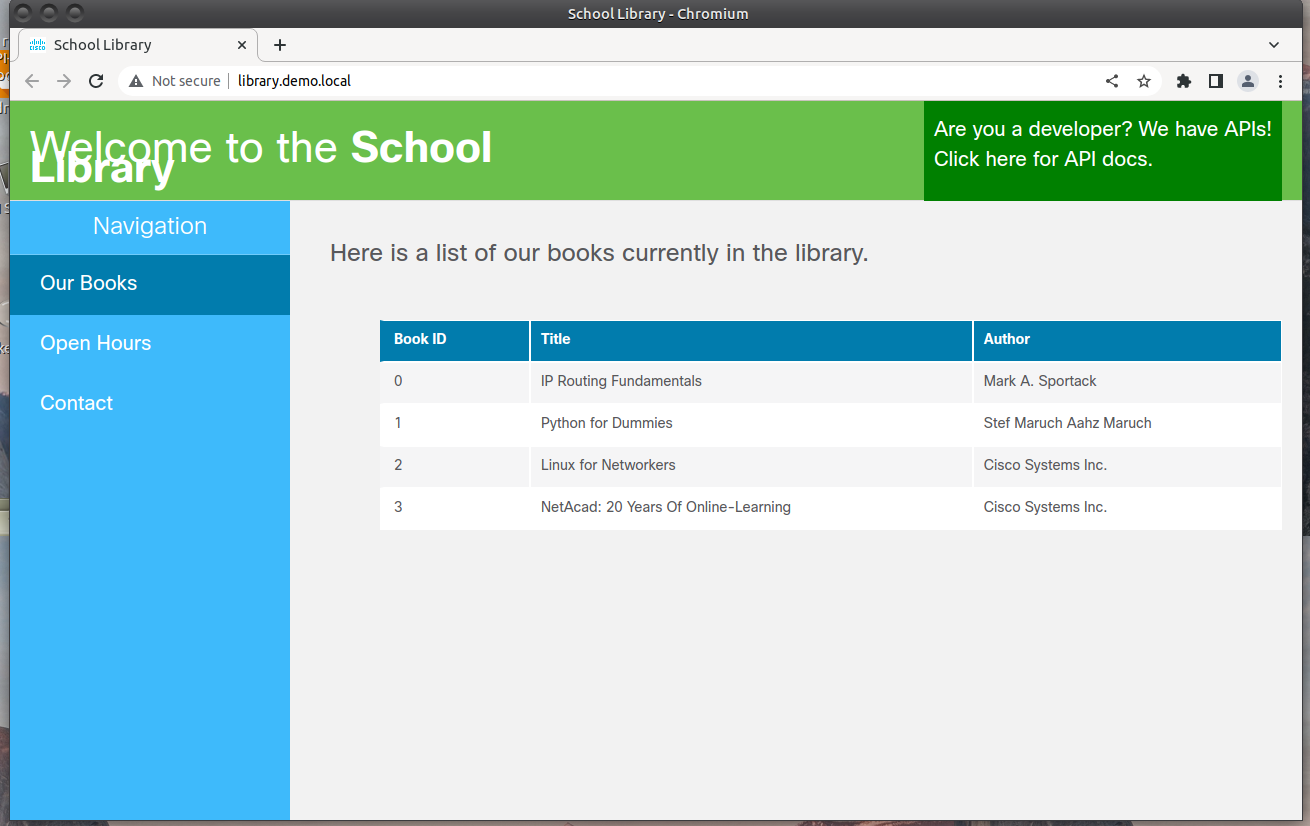 School Library - Chromium
School Library
Not secure
library.demo.local
Welcome to the School
Library
Are you a developer? We have APIs!
Click here for API docs.
Navigation
Our Books
Open Hours
Contact
Here is a list of our books currently in the library.
Book ID Title Author
0 IP Routing Fundamentals Mark A. Sportack
1 Python for Dummies Stef Maruch Aahz Maruch
2 Linux for Networkers Cisco Systems Inc.
3 NetAcad: 20 Years Of Online-Learning Cisco Systems Inc.